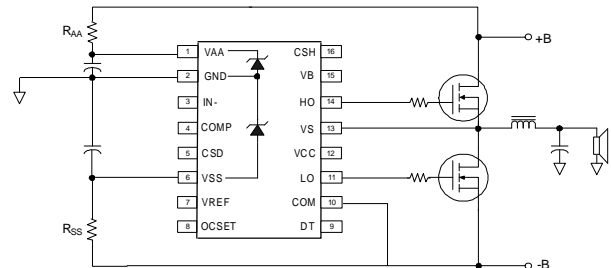 RAA
+B
1 VAA CSH 16
2 GND VB 15
3 IN- HO 14
4 COMP VS 13
5 CSD VCC 12
6 VSS LO 11
7 VREF COM 10
8 OCSET DT 9
RSS
-B